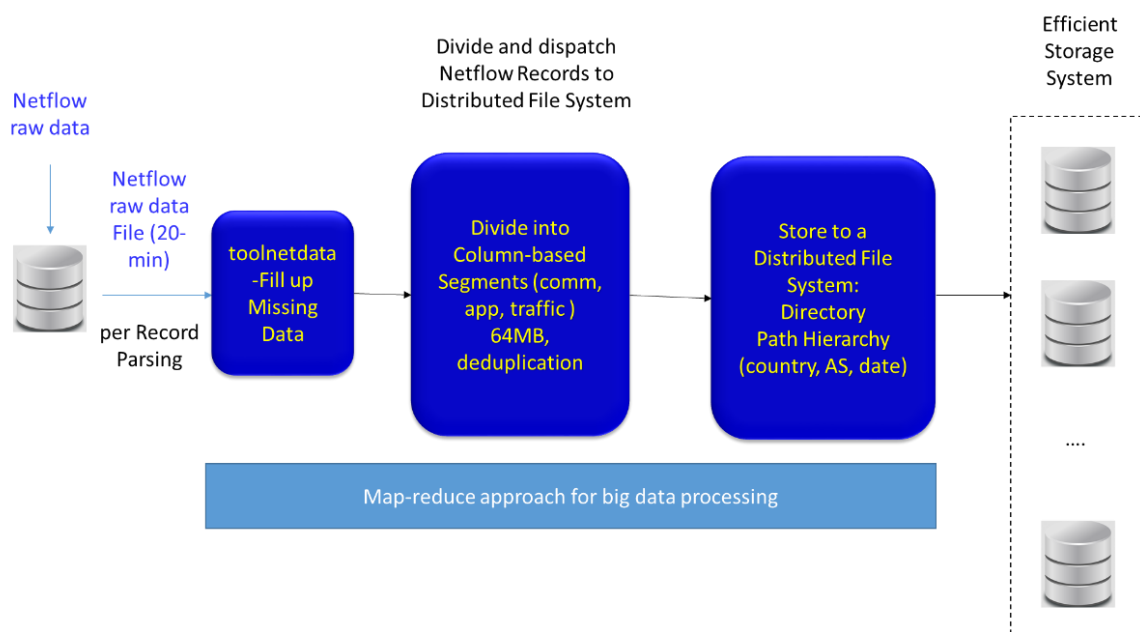 Efficient
Storage
System
Divide and dispatch
Netflow Records to
Distributed File System
Netflow
raw data
Netflow
raw data
File (20-
min)
per Record
Parsing
toolnetdata
-Fill up
Missing
Data
Divide into
Column-based
Segments (comm,
app, traffic )
64MB,
deduplication
Store to a
Distributed File
System:
Directory
Path Hierarchy
(country, AS, date)
....
Map-reduce approach for big data processing